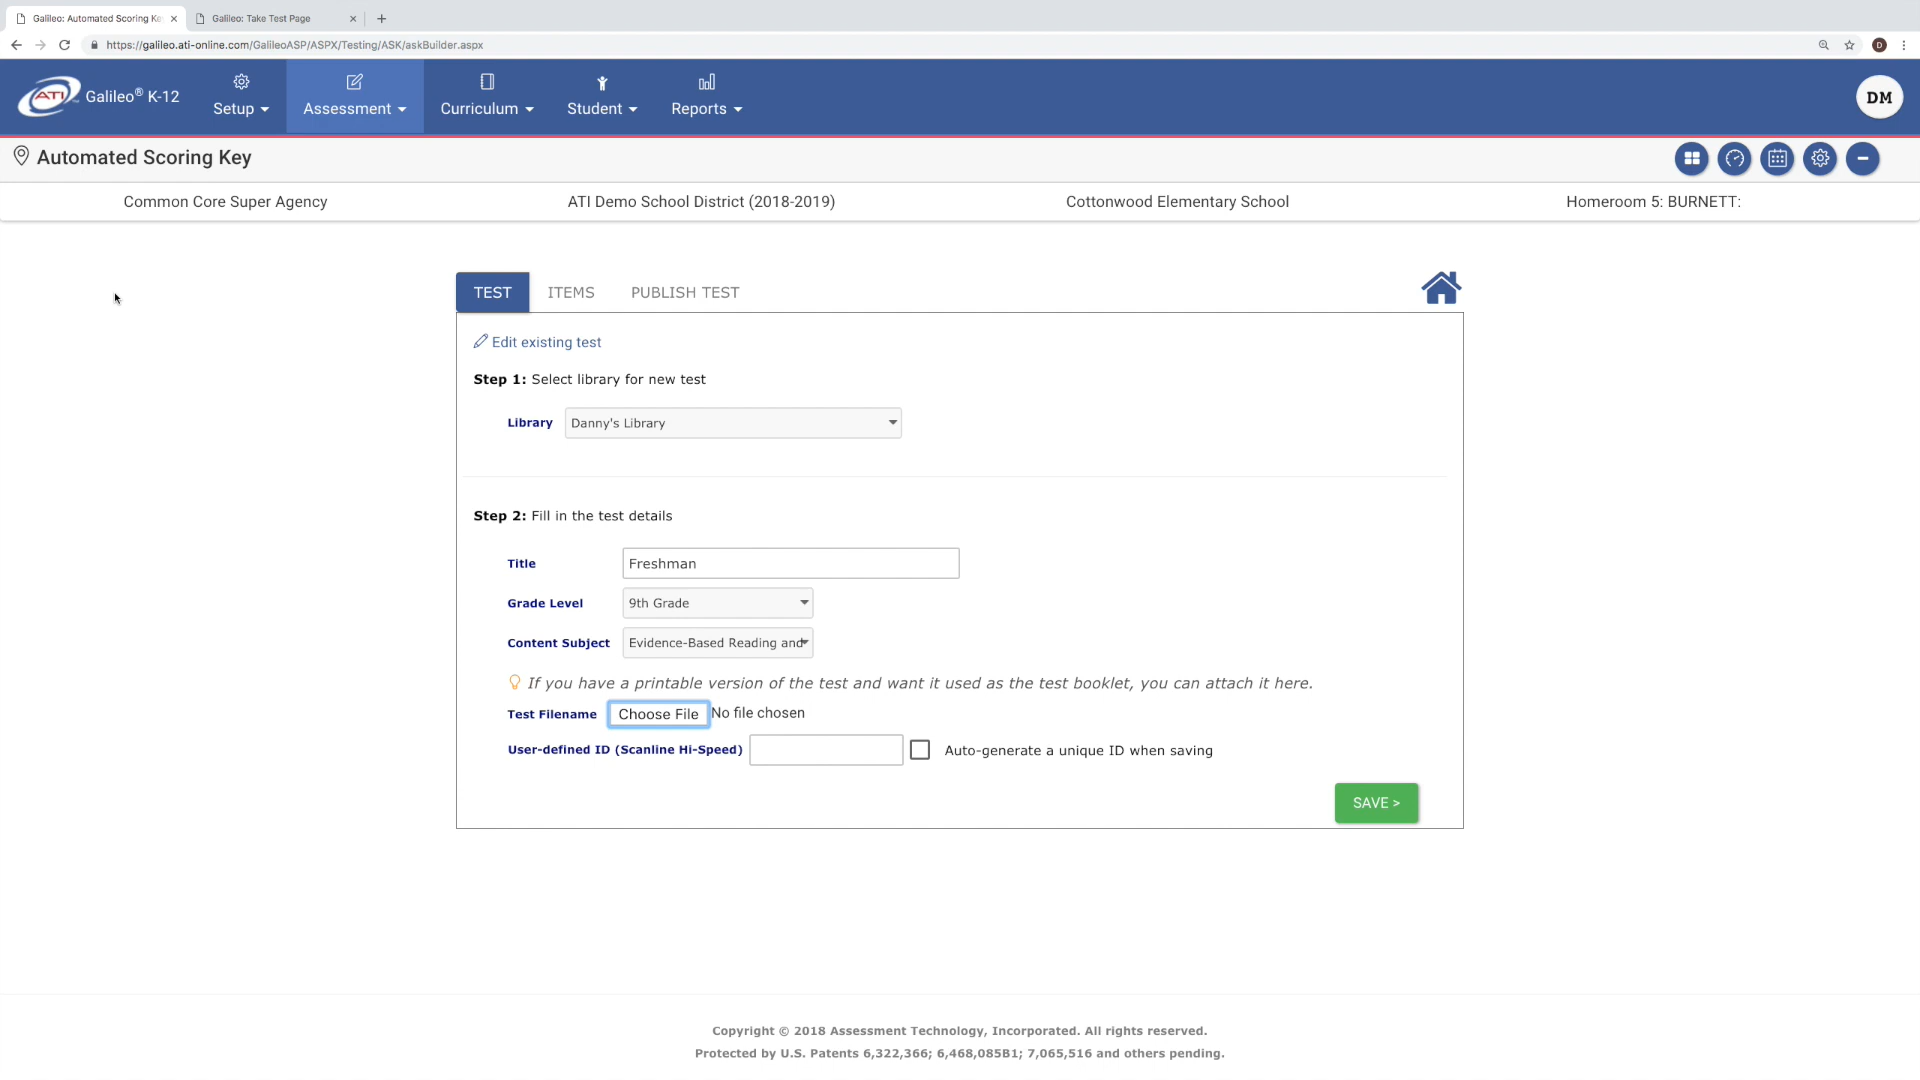 Galileo: Automated Scoring Ke
Galileo: Take Test Page
https://galileo.ati-online.com/GalileoASP/ASPX/Testing/ASK/askBuilder.aspx
D
ATI
Galileo® K-12
Setup
Assessment
Curriculum
Student
Reports
DM
Automated Scoring Key
Common Core Super Agency
ATI Demo School District (2018-2019)
Cottonwood Elementary School
Homeroom 5: BURNETT:
TEST
ITEMS
PUBLISH TEST
Edit existing test
Step 1: Select library for new test
Library
Danny's Library
Step 2: Fill in the test details
Title
Freshman
Grade Level
9th Grade
Content Subject
Evidence-Based Reading and
If you have a printable version of the test and want it used as the test booklet, you can attach it here.
Test Filename
Choose File
No file chosen
User-defined ID (Scanline Hi-Speed)
Auto-generate a unique ID when saving
SAVE >
Copyright © 2018 Assessment Technology, Incorporated. All rights reserved.
Protected by U.S. Patents 6,322,366; 6,468,085B1; 7,065,516 and others pending.